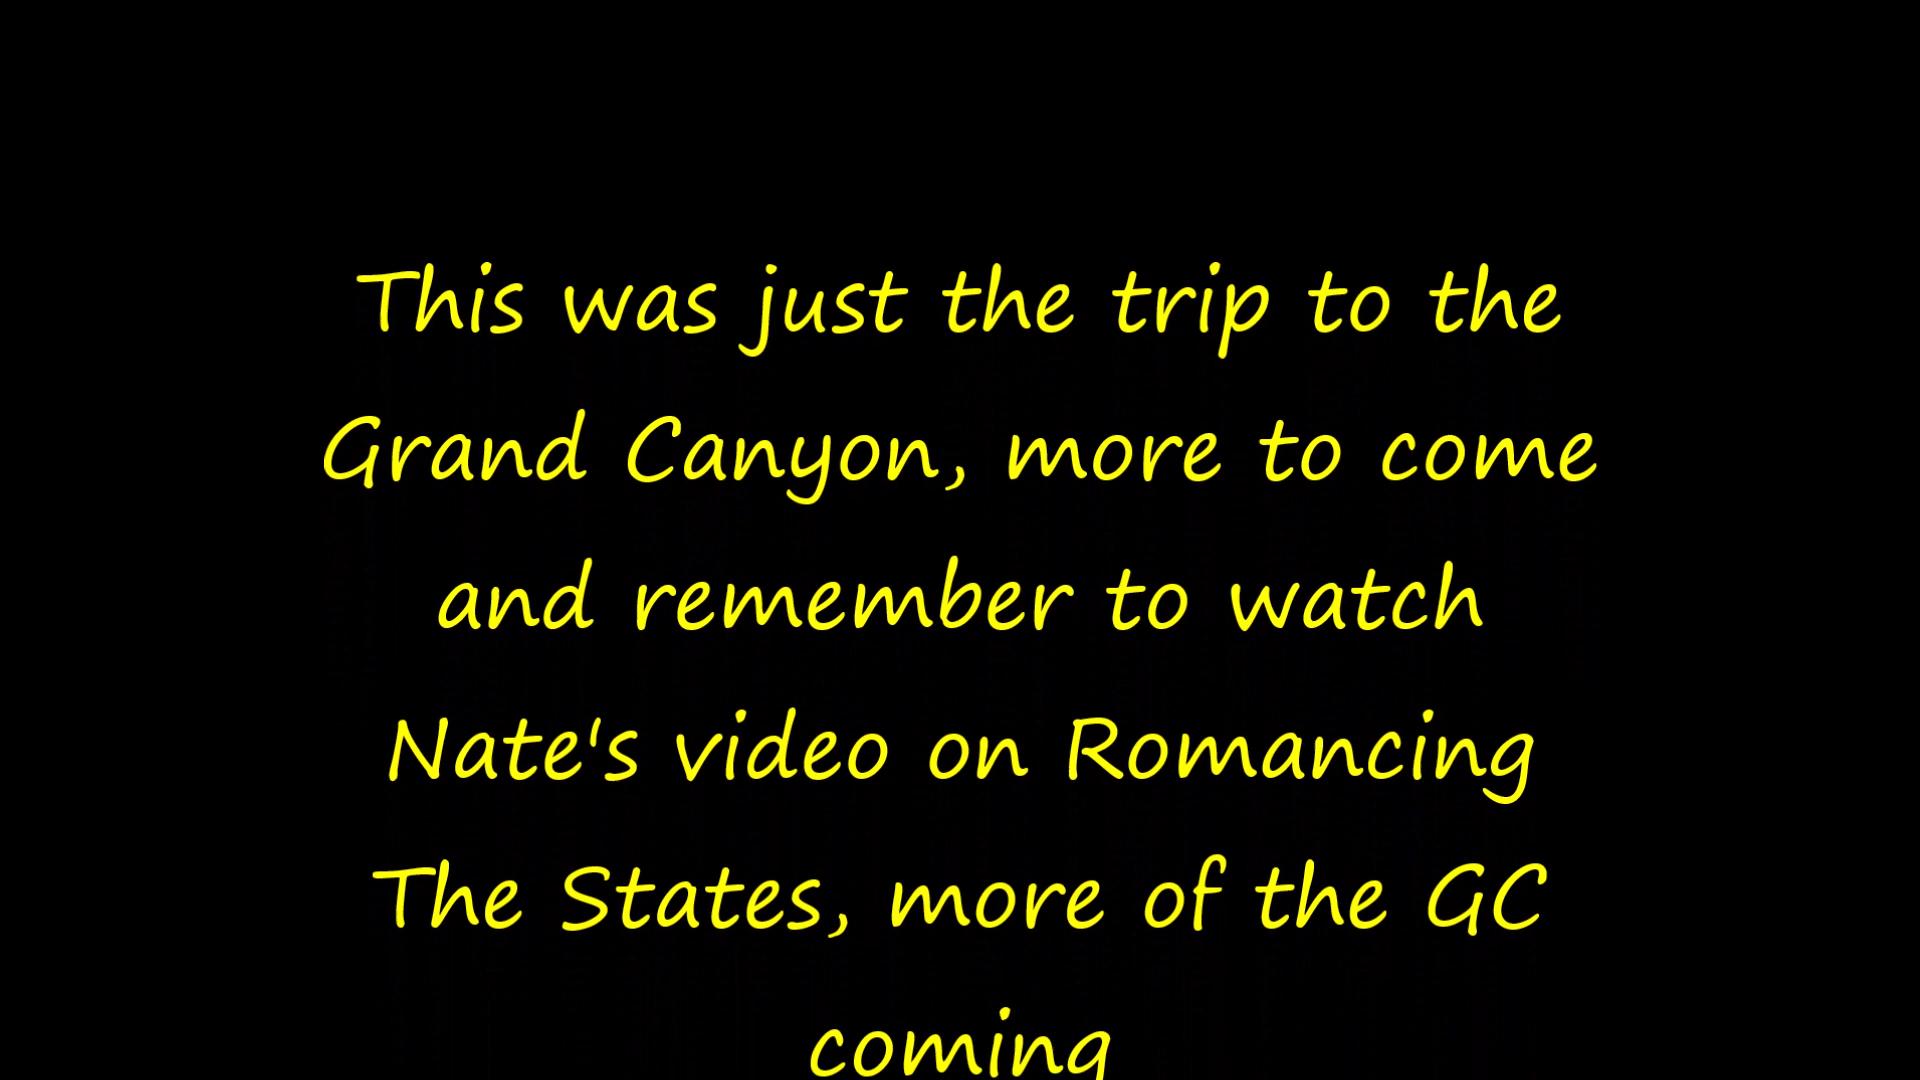 This was just the trip to the
Grand Canyon, more to come
and remember to watch
Nate's video on Romancing
The States, more of the GC
coming